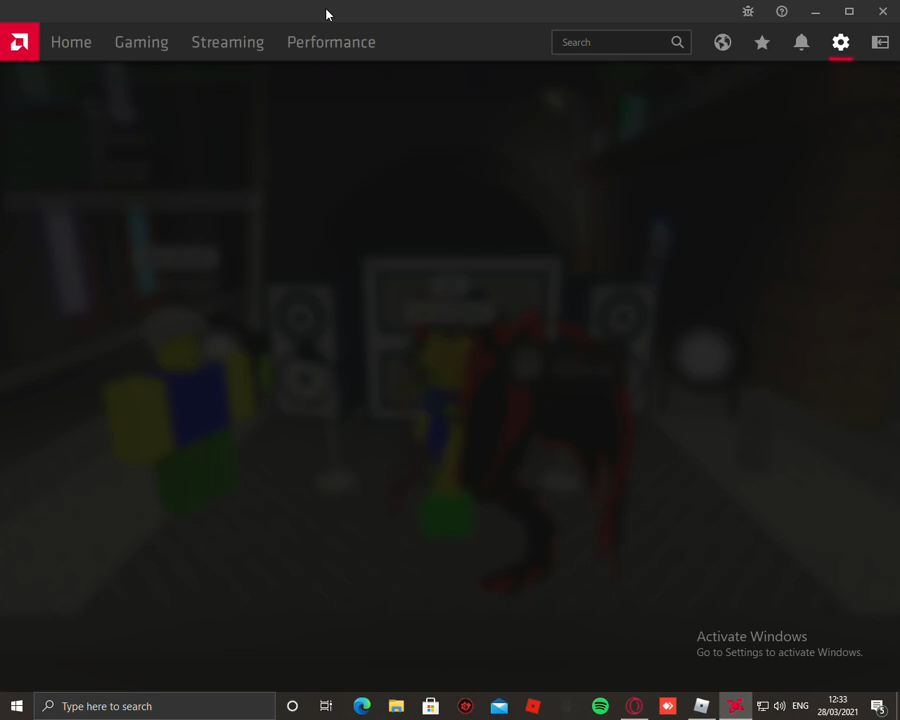 Home
Gaming
Streaming
Performance
Search
Activate Windows
Go to Settings to activate Windows.
Type here to search
ENG
12:33
28/03/2021
5